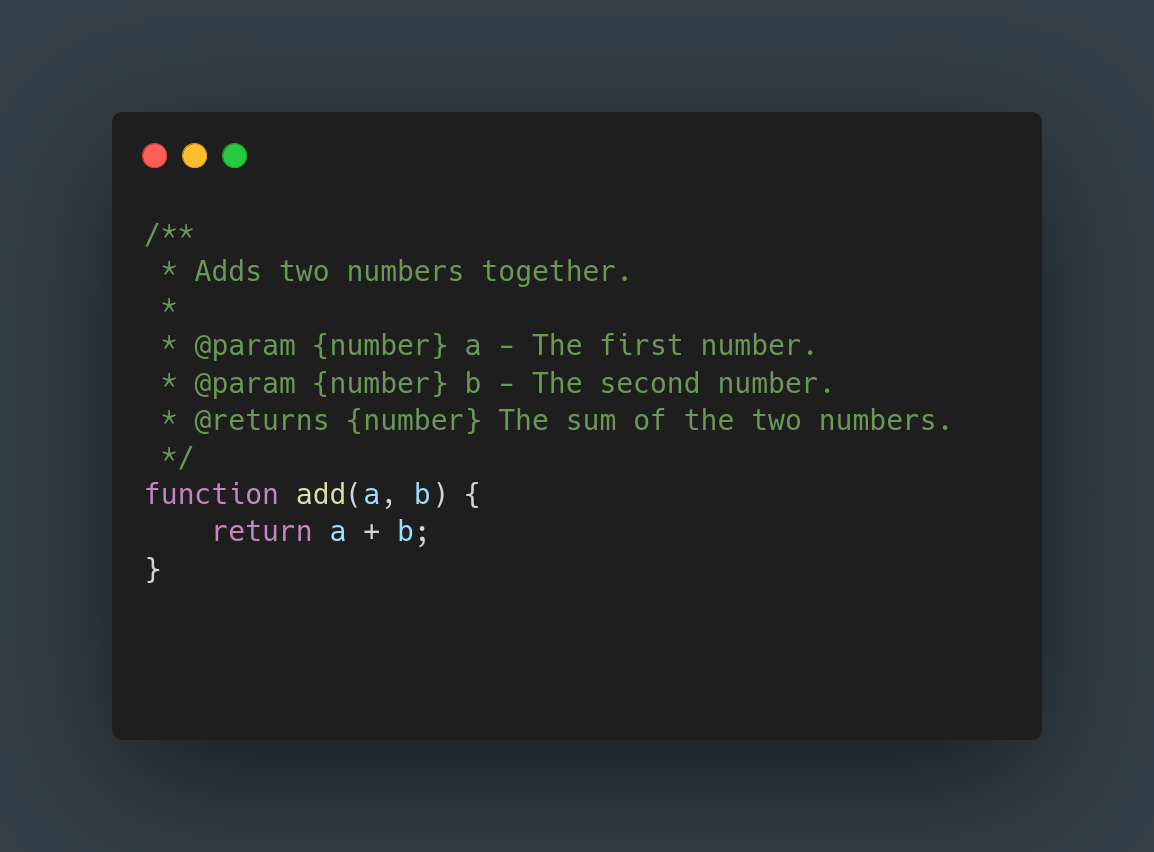 /**
 * Adds two numbers together.
 *
 * @param {number} a - The first number.
 * @param {number} b - The second number.
 * @returns {number} The sum of the two numbers.
 */
function add(a, b) {
    return a + b;
}